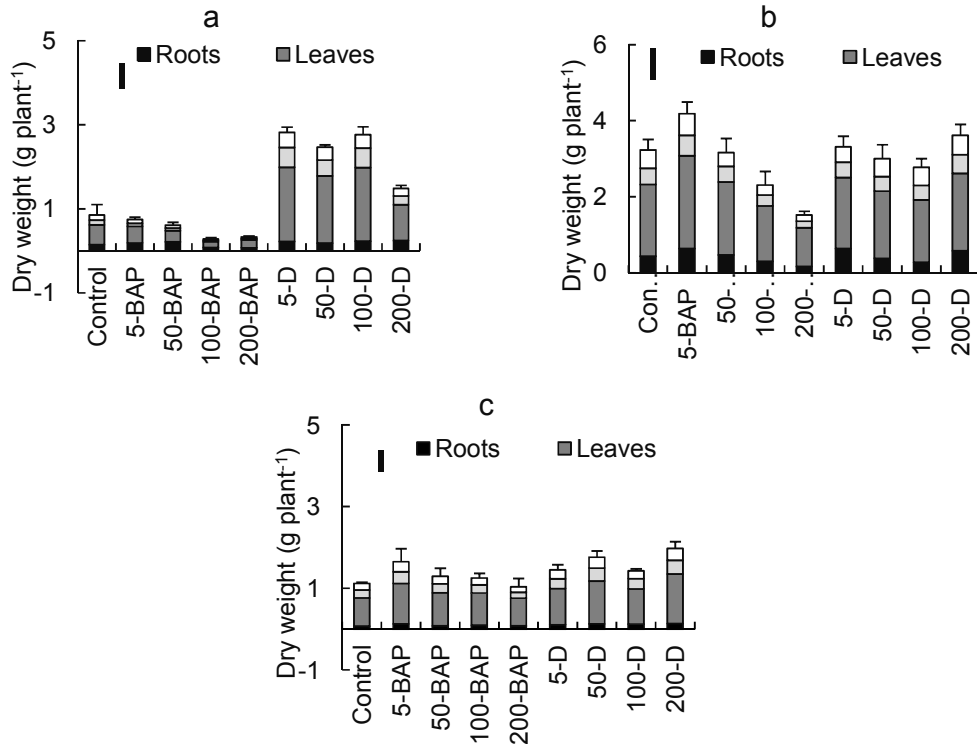 a
5
3
1
-1
Dry weight (g plant⁻¹)
Roots
Leaves
Control
5-BAP
50-BAP
100-BAP
200-BAP
5-D
50-D
100-D
200-D
b
6
4
2
0
Dry weight (g plant⁻¹)
Roots
Leaves
Con..
5-BAP
50-..
100-..
200-..
5-D
50-D
100-D
200-D
c
5
3
1
-1
Dry weight (g plant⁻¹)
Roots
Leaves
Control
5-BAP
50-BAP
100-BAP
200-BAP
5-D
50-D
100-D
200-D